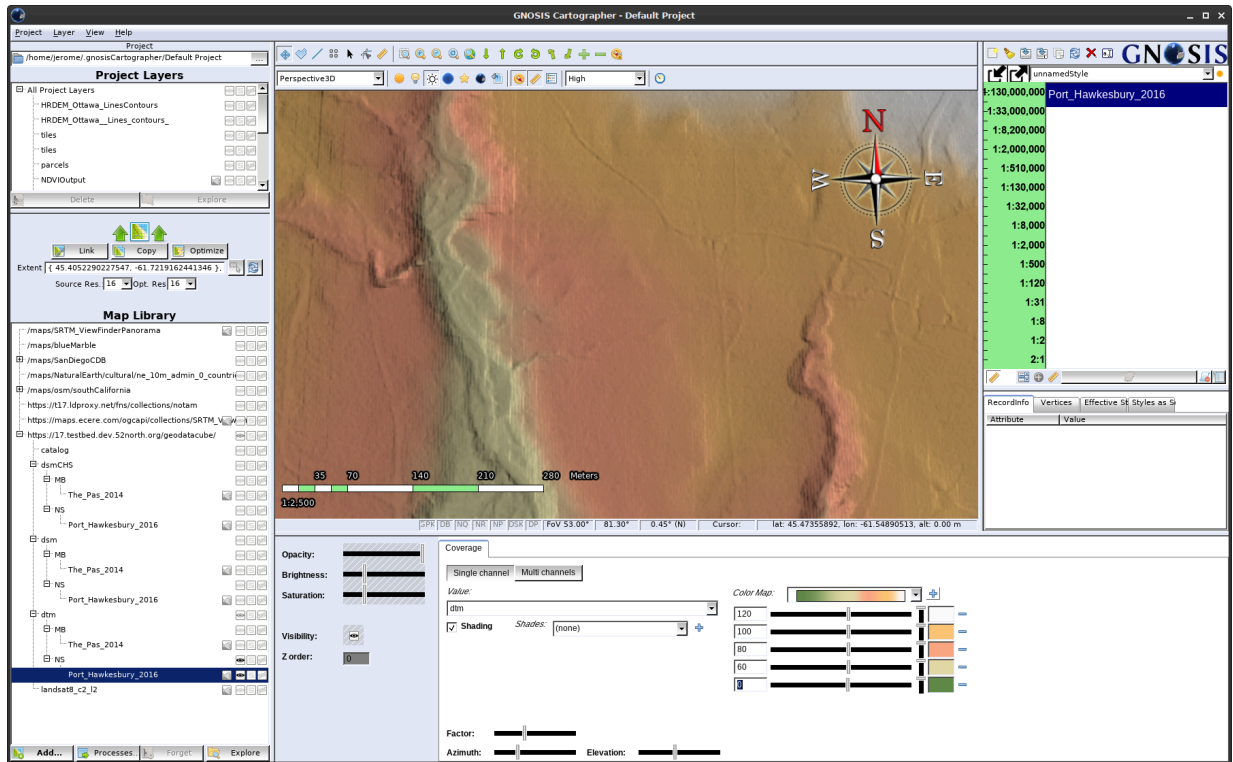 GNOSIS Cartographer - Default Project
Project Layer View Help
Project
/home/jerome/.gnosisCartographer/Default Project ...
Project Layers
All Project Layers
HRDEM_Ottawa_LinesContours
HRDEM_Ottawa__Lines_contours_
tiles
tiles
parcels
NDVIOutput
Delete Explore
Link Copy Optimize
Extent { 45.4052290227547, -61.7219162441346 },
Source Res.: 16 Opt. Res 16
Map Library
/maps/SRTM_ViewFinderPanorama
/maps/blueMarble
/maps/SanDiegoCDB
/maps/NaturalEarth/cultural/ne_10m_admin_0_countri
/maps/osm/southCalifornia
https://t17.ldproxy.net/fns/collections/notam
https://maps.ecere.com/ogcapi/collections/SRTM_V
https://17.testbed.dev.52north.org/geodatacube/
catalog
dsmCHS
MB
The_Pas_2014
NS
Port_Hawkesbury_2016
dsm
MB
The_Pas_2014
NS
Port_Hawkesbury_2016
dtm
MB
The_Pas_2014
NS
Port_Hawkesbury_2016
landsat8_c2_l2
Add... Processes.. Forget Explore
Perspective3D High
N
W E
S
35 70 140 210 280 Meters
1:2,500
GPK DB NQ NR NP DSK DP FoV 53.00° 81.30° 0.45° (N) Cursor: lat: 45.47355892, lon: -61.54890513, alt: 0.00 m
GNOSIS
unnamedStyle
Port_Hawkesbury_2016
1:130,000,000
1:33,000,000
1:8,200,000
1:2,000,000
1:510,000
1:130,000
1:32,000
1:8,000
1:2,000
1:500
1:120
1:31
1:8
1:2
2:1
RecordInfo Vertices Effective St Styles as S
Attribute Value
Opacity:
Brightness:
Saturation:
Visibility:
Z order: 0
Coverage
Single channel Multi channels
Value:
dtm
Shading Shades: (none)
Color Map:
120
100
80
60
0
Factor:
Azimuth: Elevation: